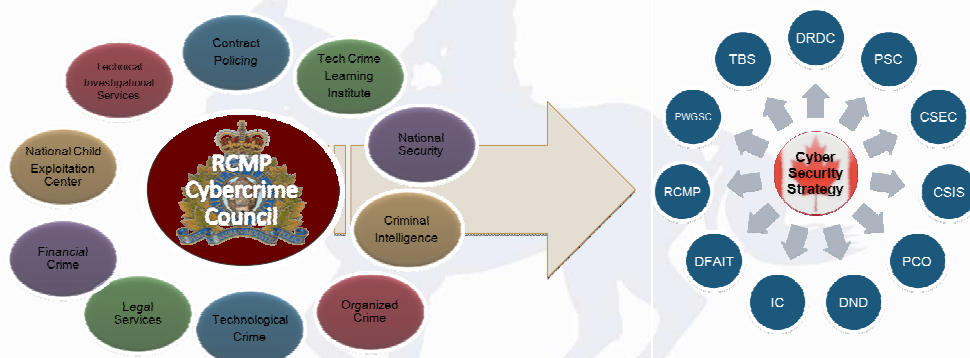 Contract
Policing
Tech Crime
Learning
Institute
National
Security
Criminal
Intelligence
Organized
Crime
Technological
Crime
Legal
Services
Financial
Crime
National Child
Exploitation
Center
Technical
Investigational
Services
RCMP
Cybercrime
Council
DRDC
PSC
CSEC
CSIS
PCO
DND
IC
DFAIT
RCMP
PWGSC
TBS
Cyber
Security
Strategy